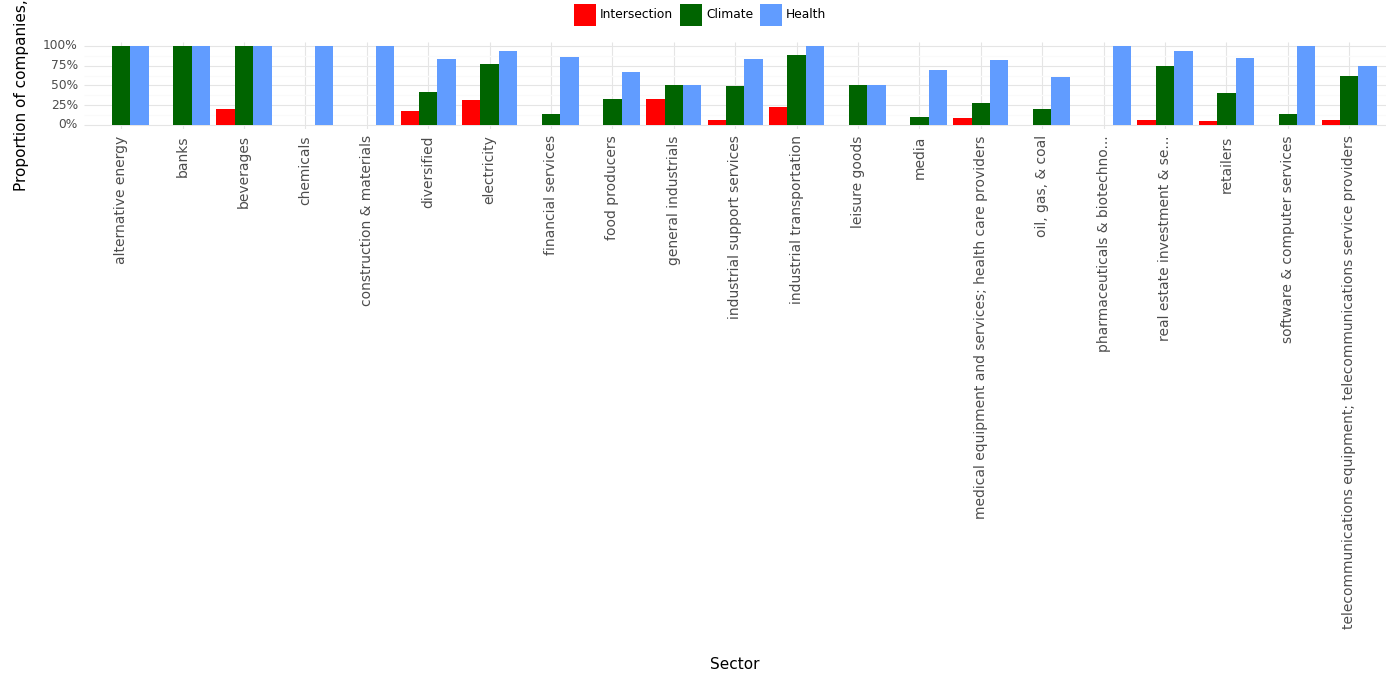 Intersection Climate Health
Proportion of companies,
100%
75%
50%
25%
0%
alternative energy
banks
beverages
chemicals
construction & materials
diversified
electricity
financial services
food producers
general industrials
industrial support services
industrial transportation
leisure goods
media
medical equipment and services; health care providers
oil, gas, & coal
pharmaceuticals & biotechno...
real estate investment & se...
retailers
software & computer services
telecommunications equipment; telecommunications service providers
Sector